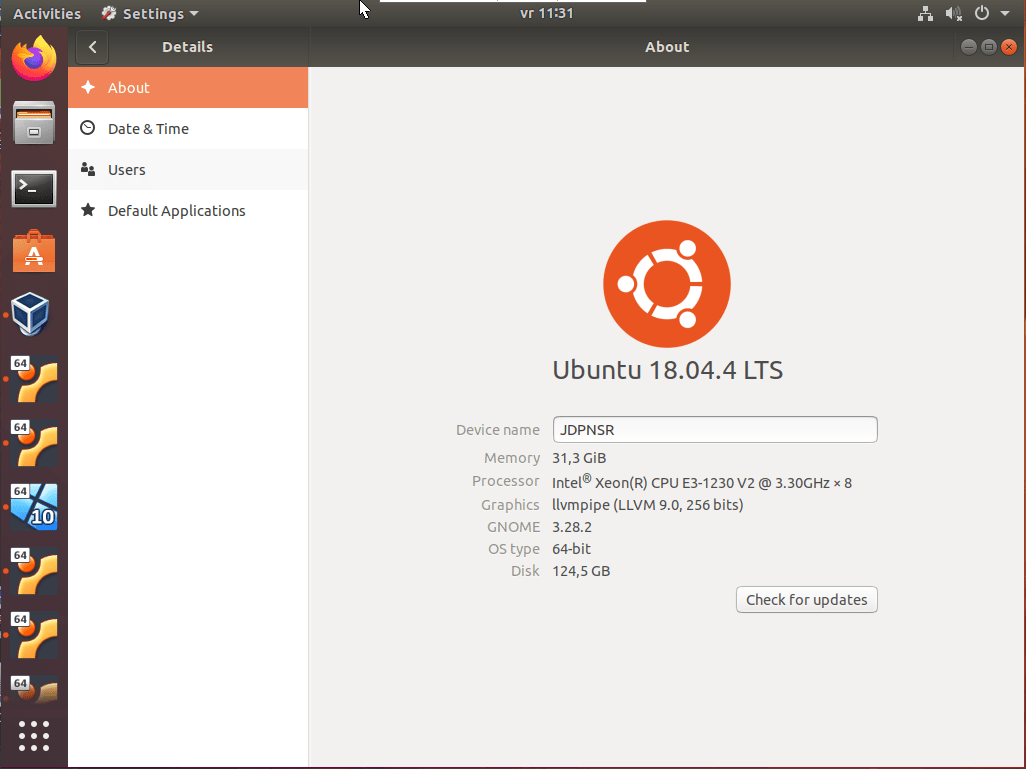 Activities Settings vr 11:31
Details About
About
Date & Time
Users
Default Applications
Ubuntu 18.04.4 LTS
Device name JDPNSR
Memory 31,3 GiB
Processor Intel® Xeon(R) CPU E3-1230 V2 @ 3.30GHz × 8
Graphics llvmpipe (LLVM 9.0, 256 bits)
GNOME 3.28.2
OS type 64-bit
Disk 124,5 GB
Check for updates
64
64
64
10
64
64
64